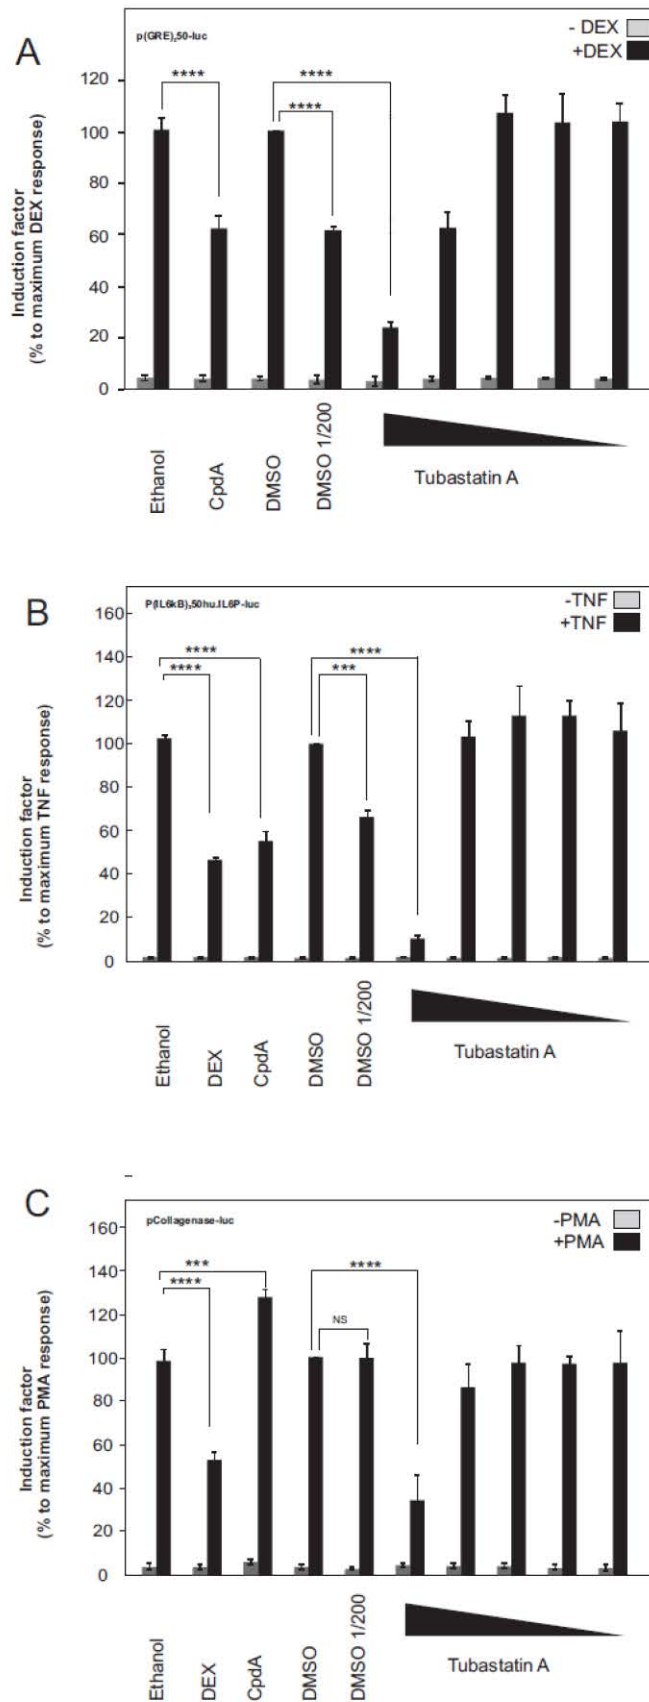 A
p(GRE)₂50-luc
- DEX
+DEX
****
****
****
Induction factor
(% to maximum DEX response)
120
100
80
60
40
20
0
Ethanol
CpdA
DMSO
DMSO 1/200
Tubastatin A
B
P(IL6kB)₃50hu.IL6P-luc
-TNF
+TNF
****
****
****
***
Induction factor
(% to maximum TNF response)
160
140
120
100
80
60
40
20
0
Ethanol
DEX
CpdA
DMSO
DMSO 1/200
Tubastatin A
C
pCollagenase-luc
-PMA
+PMA
***
****
****
NS
Induction factor
(% to maximum PMA response)
160
140
120
100
80
60
40
20
0
Ethanol
DEX
CpdA
DMSO
DMSO 1/200
Tubastatin A